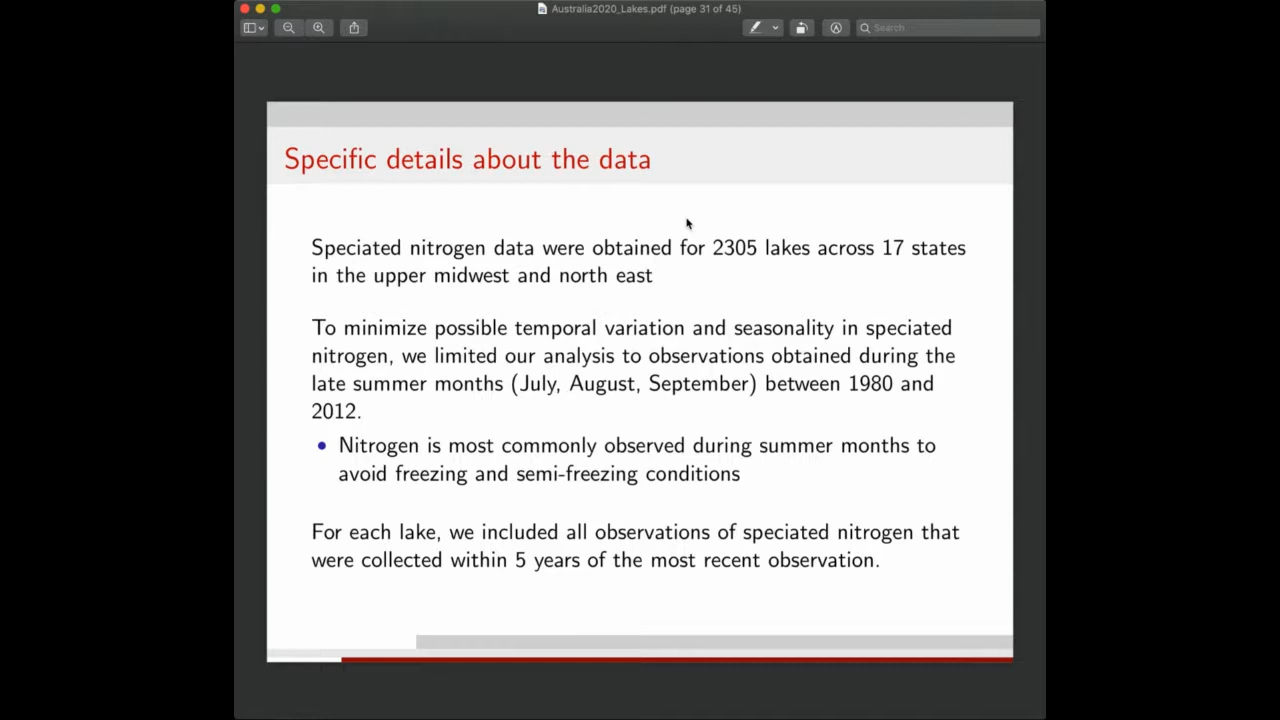 Australia2020_Lakes.pdf (page 31 of 45)
Search
Specific details about the data
Speciated nitrogen data were obtained for 2305 lakes across 17 states
in the upper midwest and north east
To minimize possible temporal variation and seasonality in speciated
nitrogen, we limited our analysis to observations obtained during the
late summer months (July, August, September) between 1980 and
2012.
• Nitrogen is most commonly observed during summer months to
avoid freezing and semi-freezing conditions
For each lake, we included all observations of speciated nitrogen that
were collected within 5 years of the most recent observation.